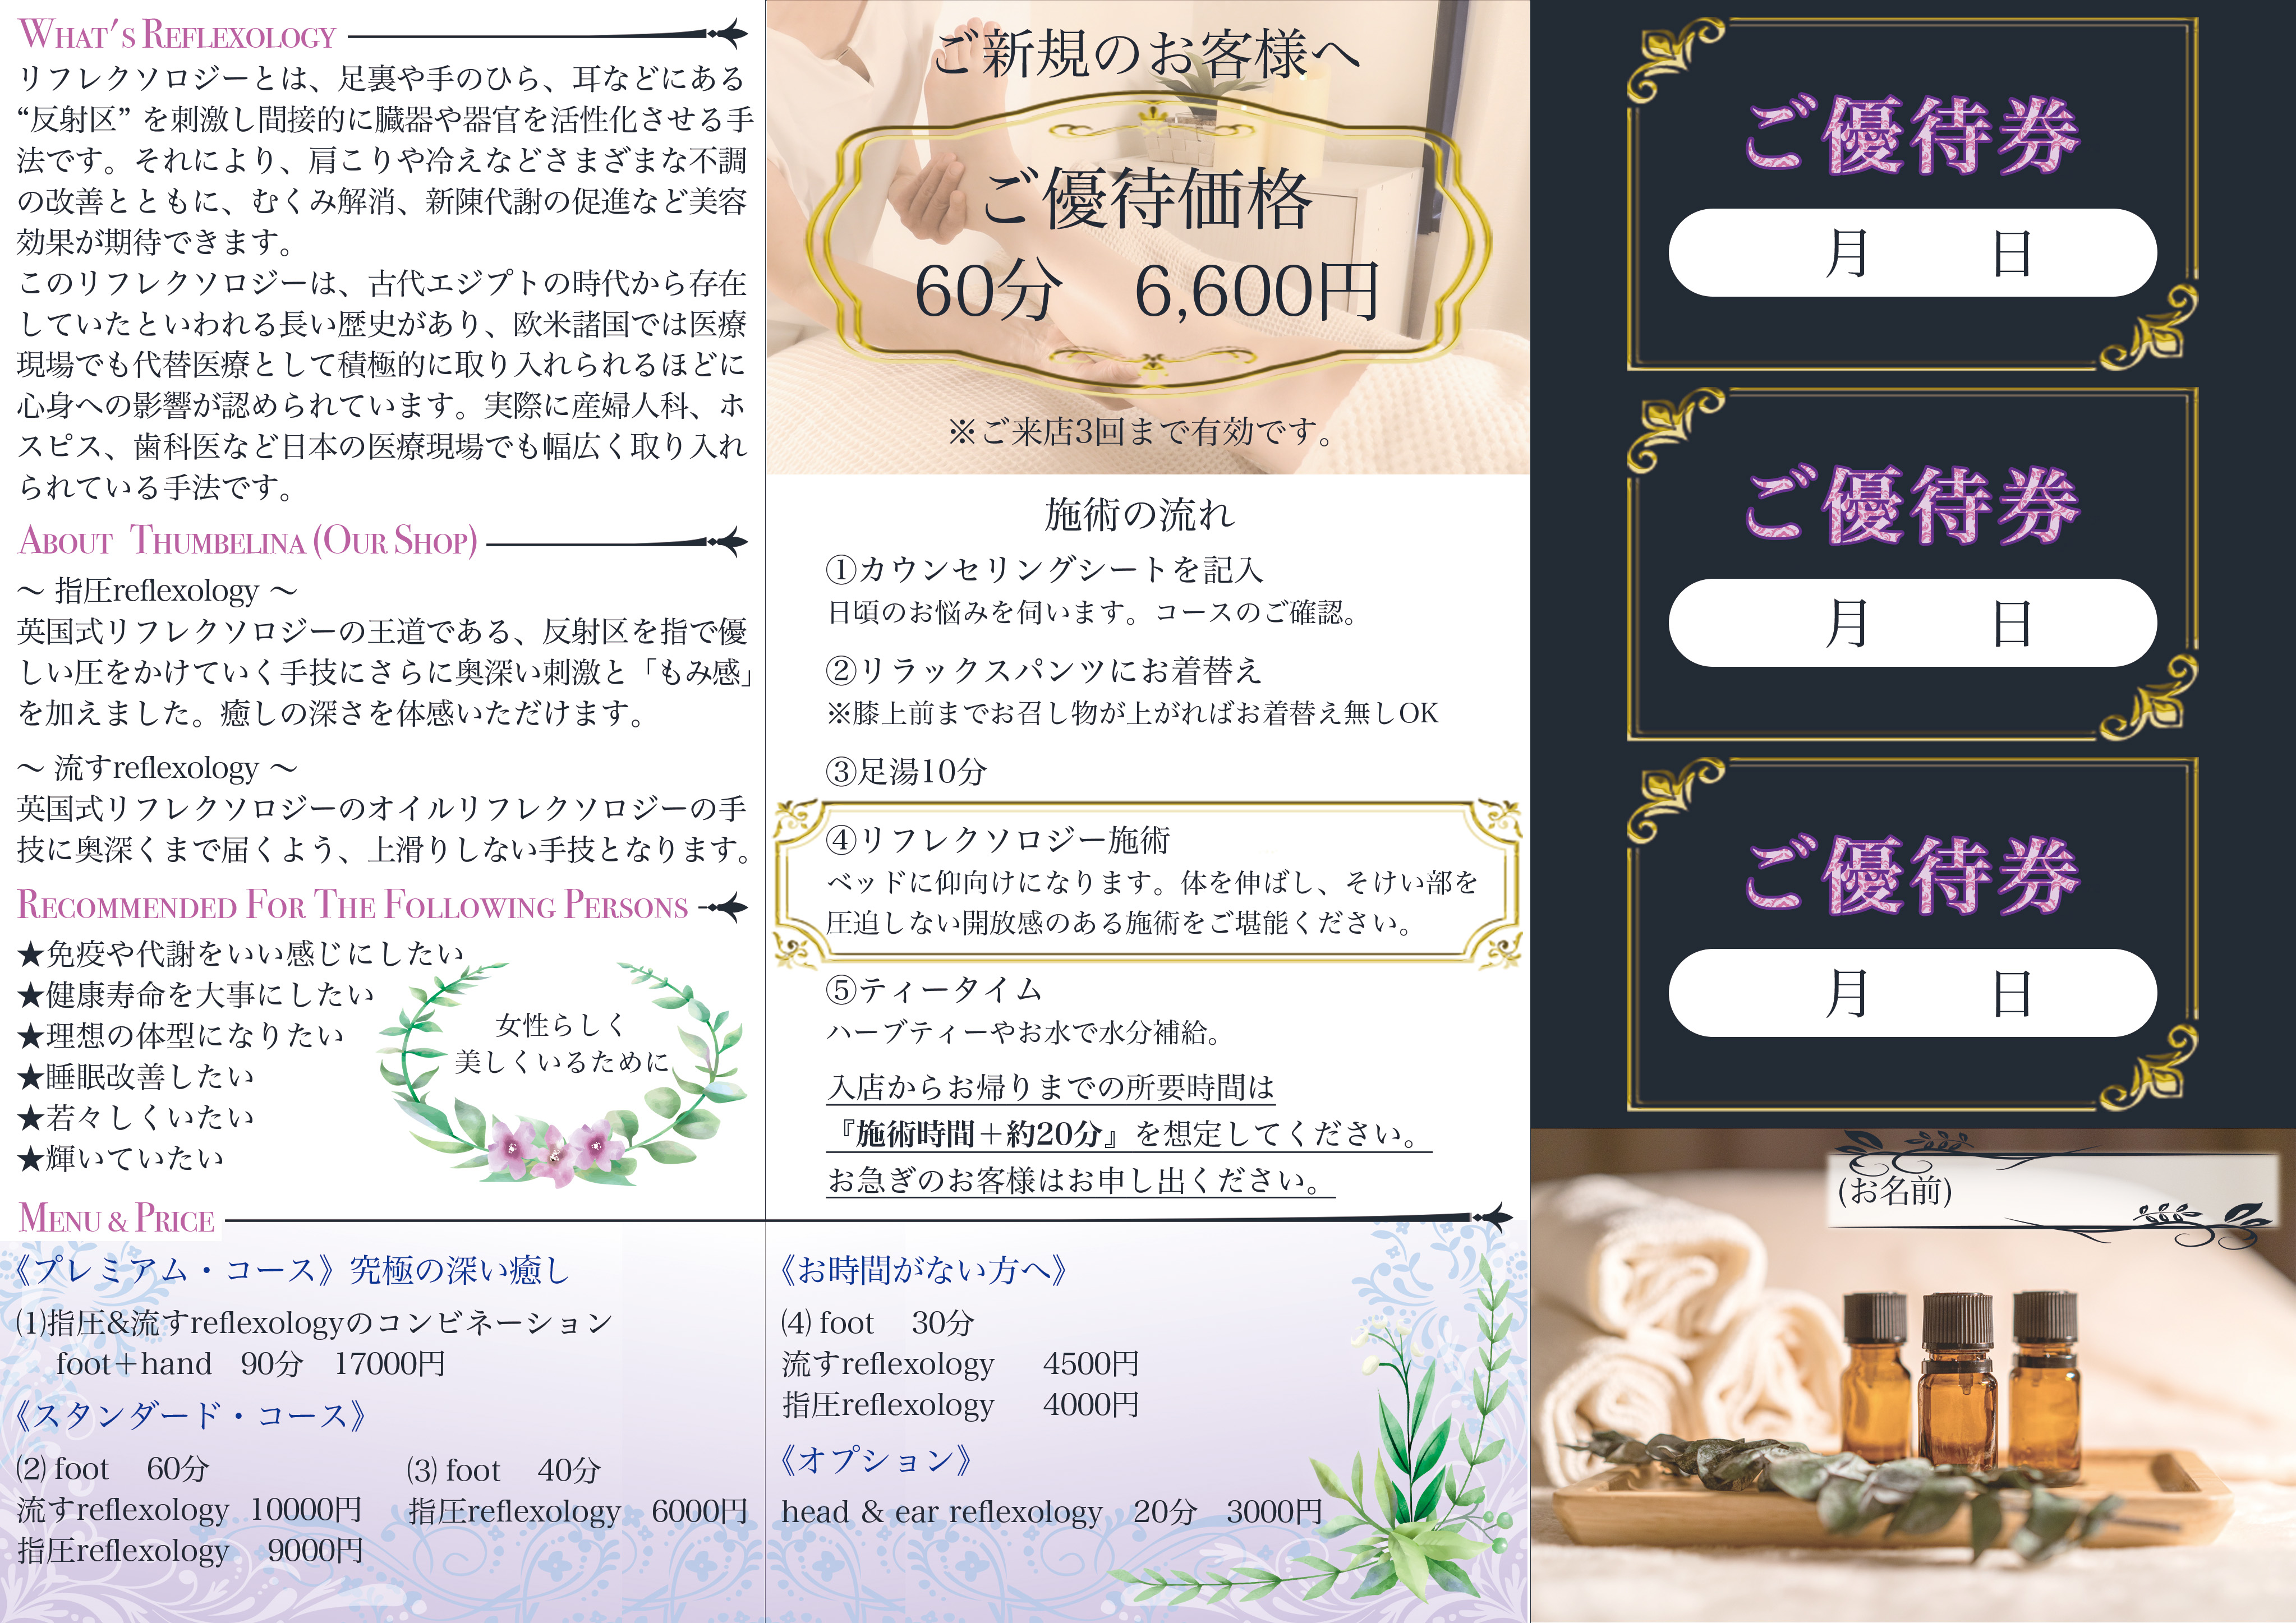 WHAT'S REFLEXOLOGY
リフレクソロジーとは、足裏や手のひら、耳などにある
“反射区” を刺激し間接的に臓器や器官を活性化させる手
法です。それにより、肩こりや冷えなどさまざまな不調
の改善とともに、むくみ解消、新陳代謝の促進など美容
効果が期待できます。
このリフレクソロジーは、古代エジプトの時代から存在
していたといわれる長い歴史があり、欧米諸国では医療
現場でも代替医療として積極的に取り入れられるほどに
心身への影響が認められています。実際に産婦人科、ホ
スピス、歯科医など日本の医療現場でも幅広く取り入れ
られている手法です。
ABOUT THUMBELINA (OUR SHOP)
～ 指圧reflexology ～
英国式リフレクソロジーの王道である、反射区を指で優
しい圧をかけていく手技にさらに奥深い刺激と「もみ感」
を加えました。癒しの深さを体感いただけます。
～ 流すreflexology ～
英国式リフレクソロジーのオイルリフレクソロジーの手
技に奥深くまで届くよう、上滑りしない手技となります。
RECOMMENDED FOR THE FOLLOWING PERSONS
★免疫や代謝をいい感じにしたい
★健康寿命を大事にしたい
★理想の体型になりたい
★睡眠改善したい
★若々しくいたい
★輝いていたい
女性らしく
美しくいるために
ご新規のお客様へ
ご優待価格
60分 6,600円
※ご来店3回まで有効です。
施術の流れ
①カウンセリングシートを記入
日頃のお悩みを伺います。コースのご確認。
②リラックスパンツにお着替え
※膝上前までお召し物が上がればお着替え無しOK
③足湯10分
④リフレクソロジー施術
ベッドに仰向けになります。体を伸ばし、そけい部を
圧迫しない開放感のある施術をご堪能ください。
⑤ティータイム
ハーブティーやお水で水分補給。
入店からお帰りまでの所要時間は
『施術時間＋約20分』を想定してください。
お急ぎのお客様はお申し出ください。
MENU & PRICE
《プレミアム・コース》究極の深い癒し
(1)指圧&流すreflexologyのコンビネーション
foot＋hand 90分 17000円
《スタンダード・コース》
(2) foot 60分
流すreflexology 10000円
指圧reflexology 9000円
(3) foot 40分
指圧reflexology 6000円
《お時間がない方へ》
(4) foot 30分
流すreflexology 4500円
指圧reflexology 4000円
《オプション》
head & ear reflexology 20分 3000円
ご優待券
月 日
ご優待券
月 日
ご優待券
月 日
(お名前)